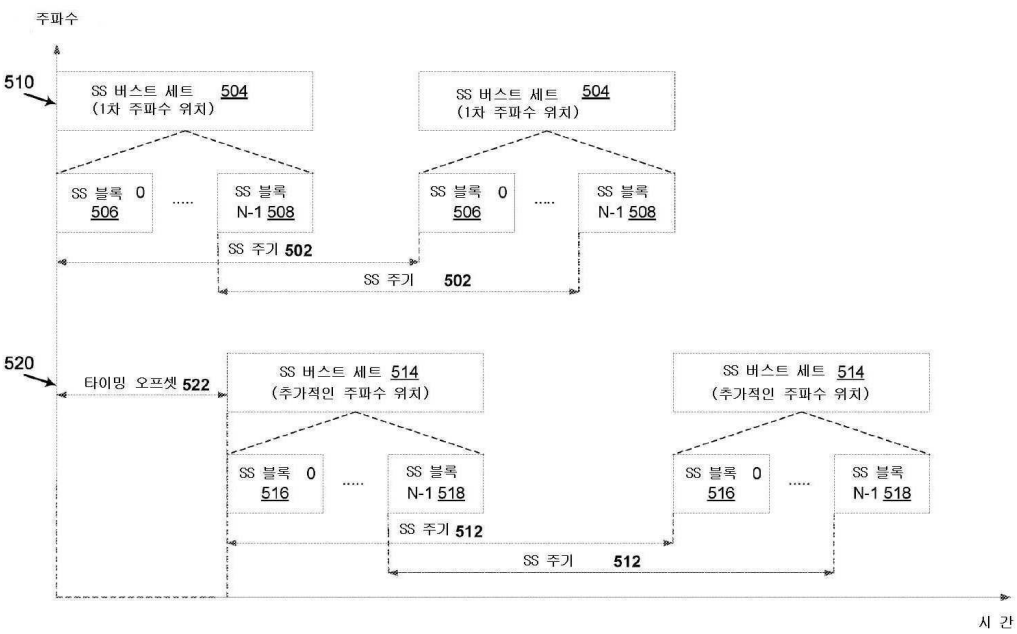 주파수
510
SS 버스트 세트 504
(1차 주파수 위치)
SS 버스트 세트 504
(1차 주파수 위치)
SS 블록 0
506
.....
SS 블록
N-1 508
SS 블록 0
506
.....
SS 블록
N-1 508
SS 주기 502
SS 주기 502
520
타이밍 오프셋 522
SS 버스트 세트 514
(추가적인 주파수 위치)
SS 버스트 세트 514
(추가적인 주파수 위치)
SS 블록 0
516
.....
SS 블록
N-1 518
SS 블록 0
516
.....
SS 블록
N-1 518
SS 주기 512
SS 주기 512
시 간